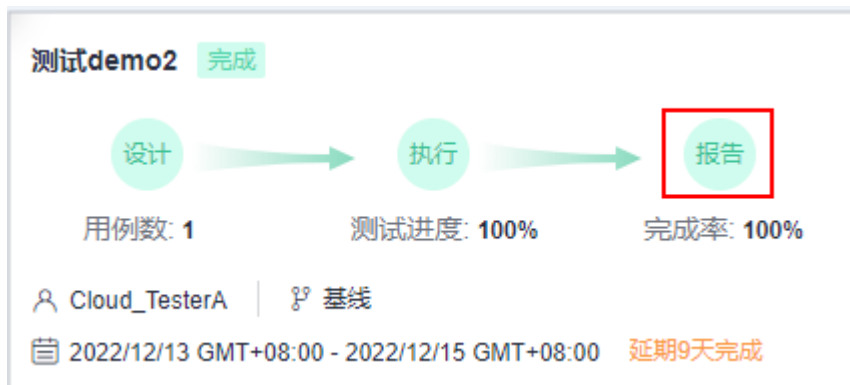 测试demo2 完成
设计 执行 报告
用例数: 1 测试进度: 100% 完成率: 100%
Cloud_TesterA 基线
2022/12/13 GMT+08:00 - 2022/12/15 GMT+08:00 延期9天完成